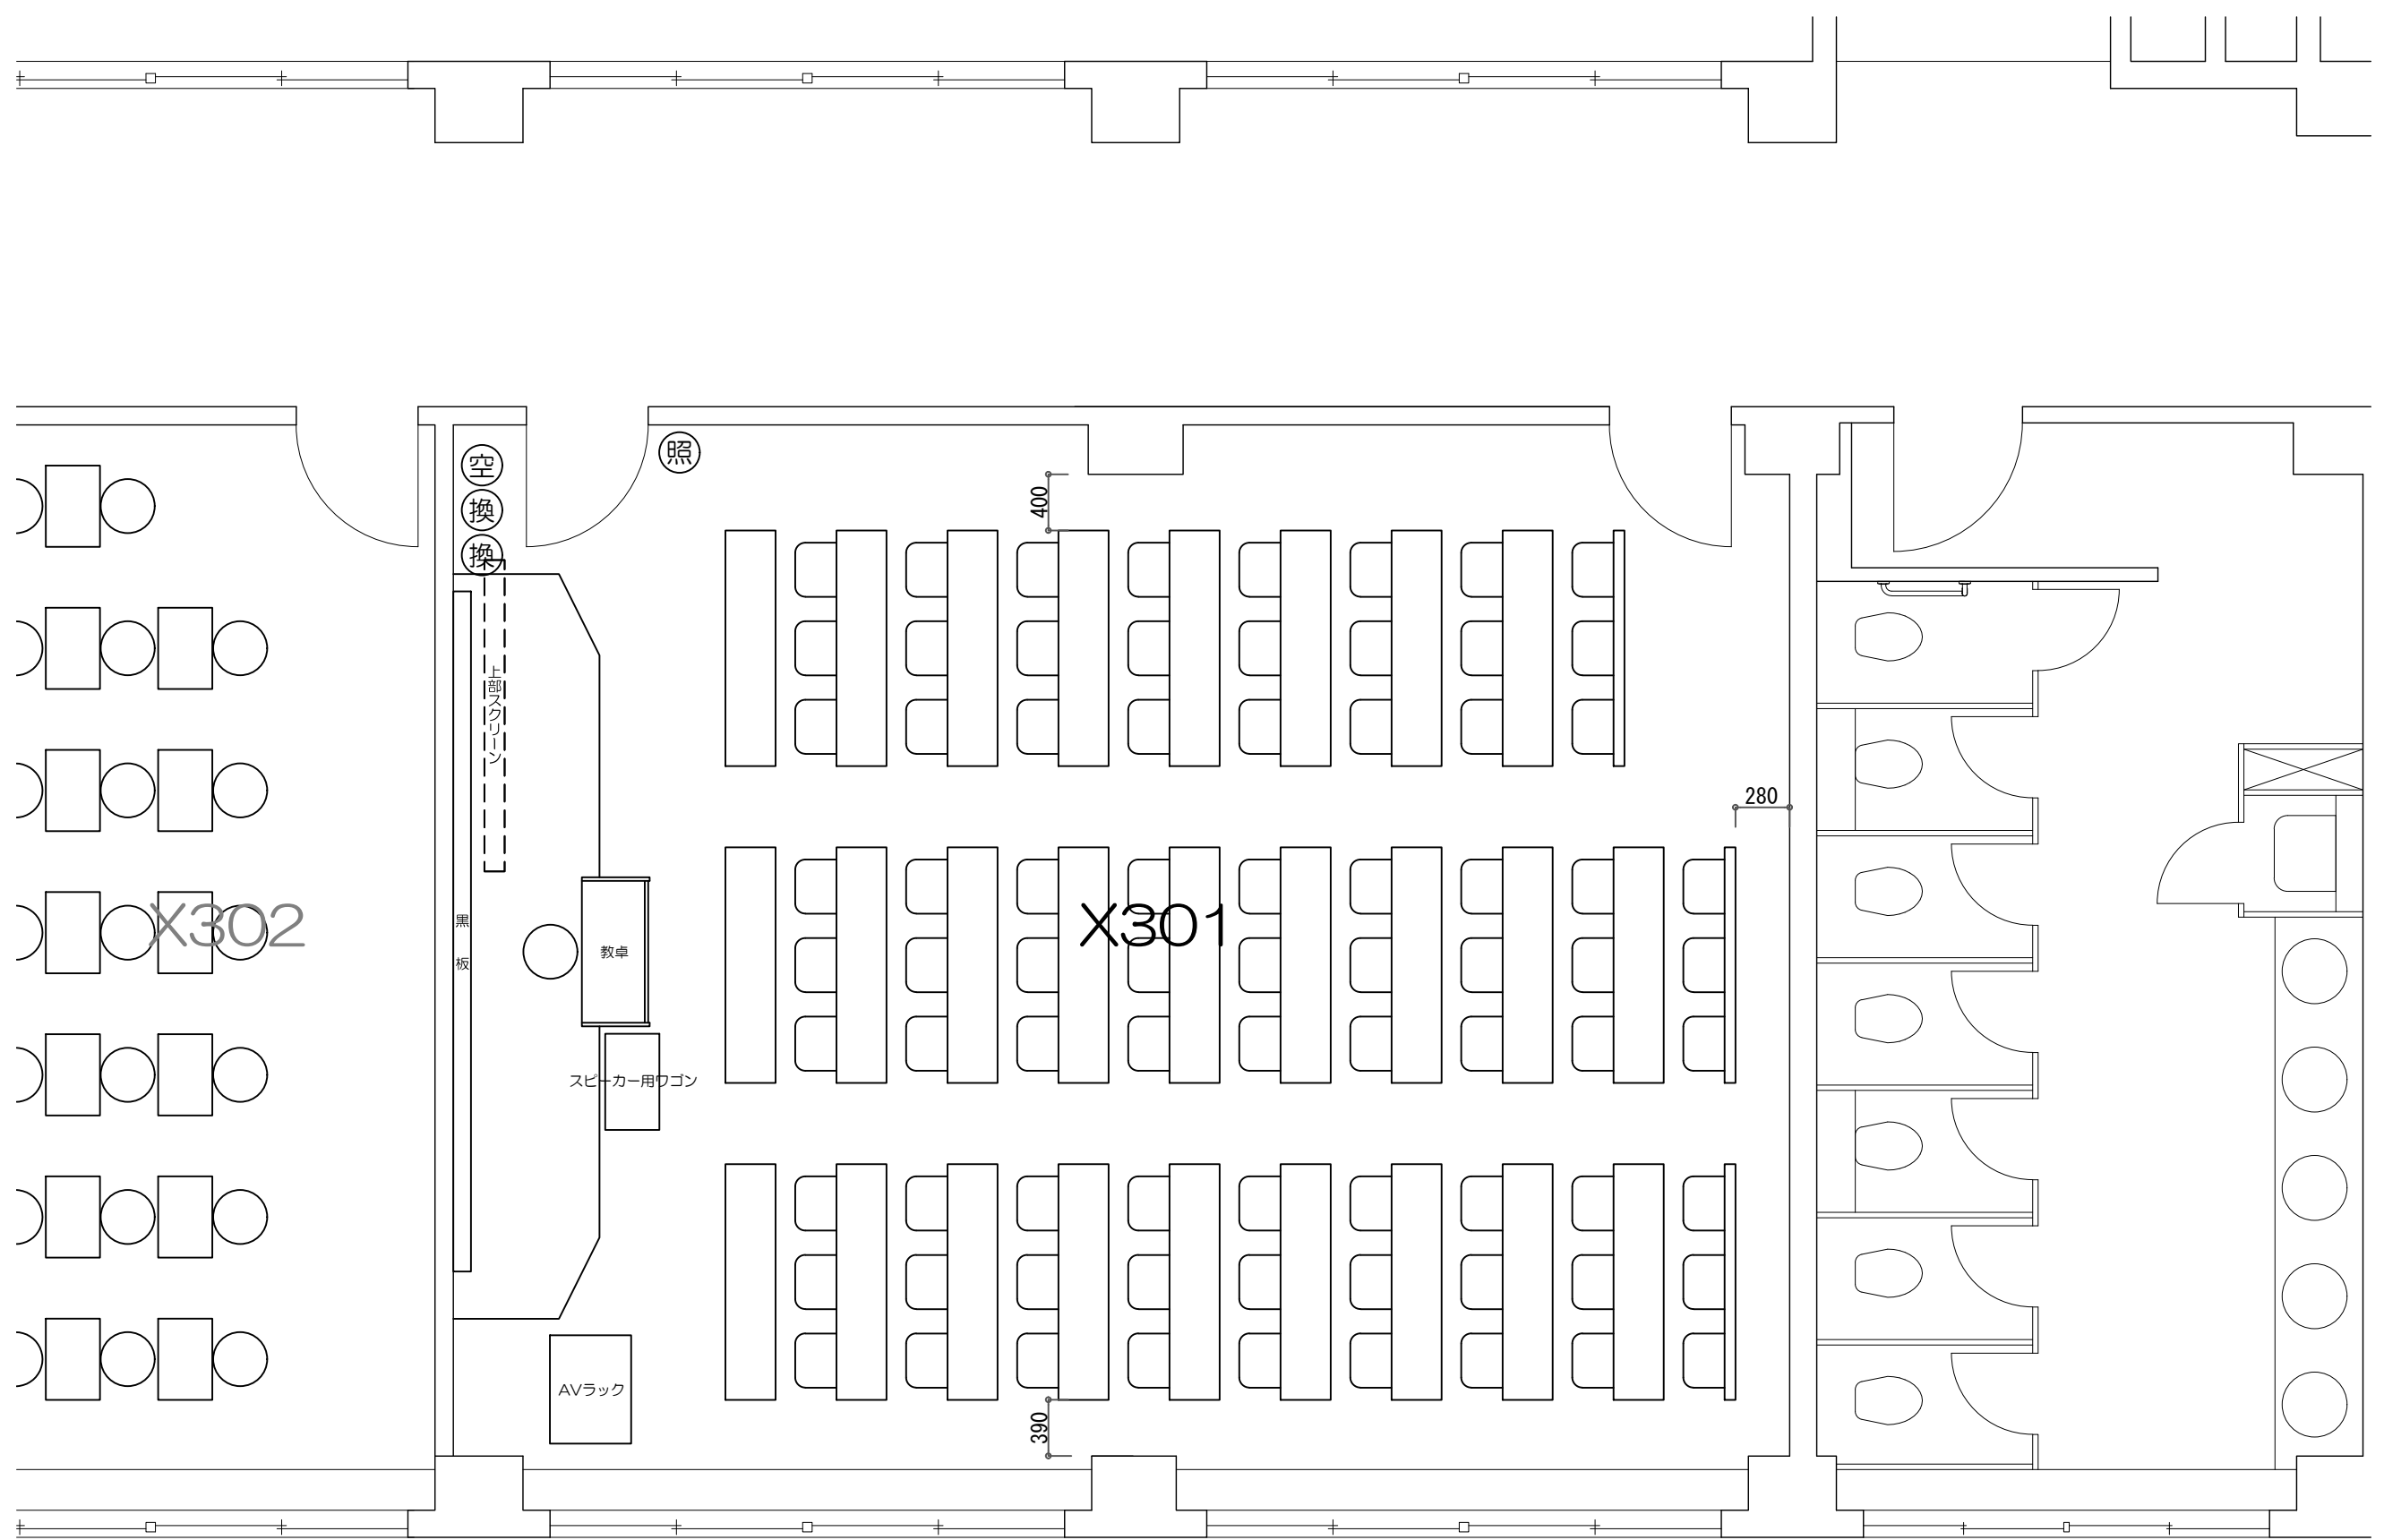 照
空
換
換
400
上部スクリーン
280
X302
黒板
教卓
X301
スピーカー用ワゴン
AVラック
390